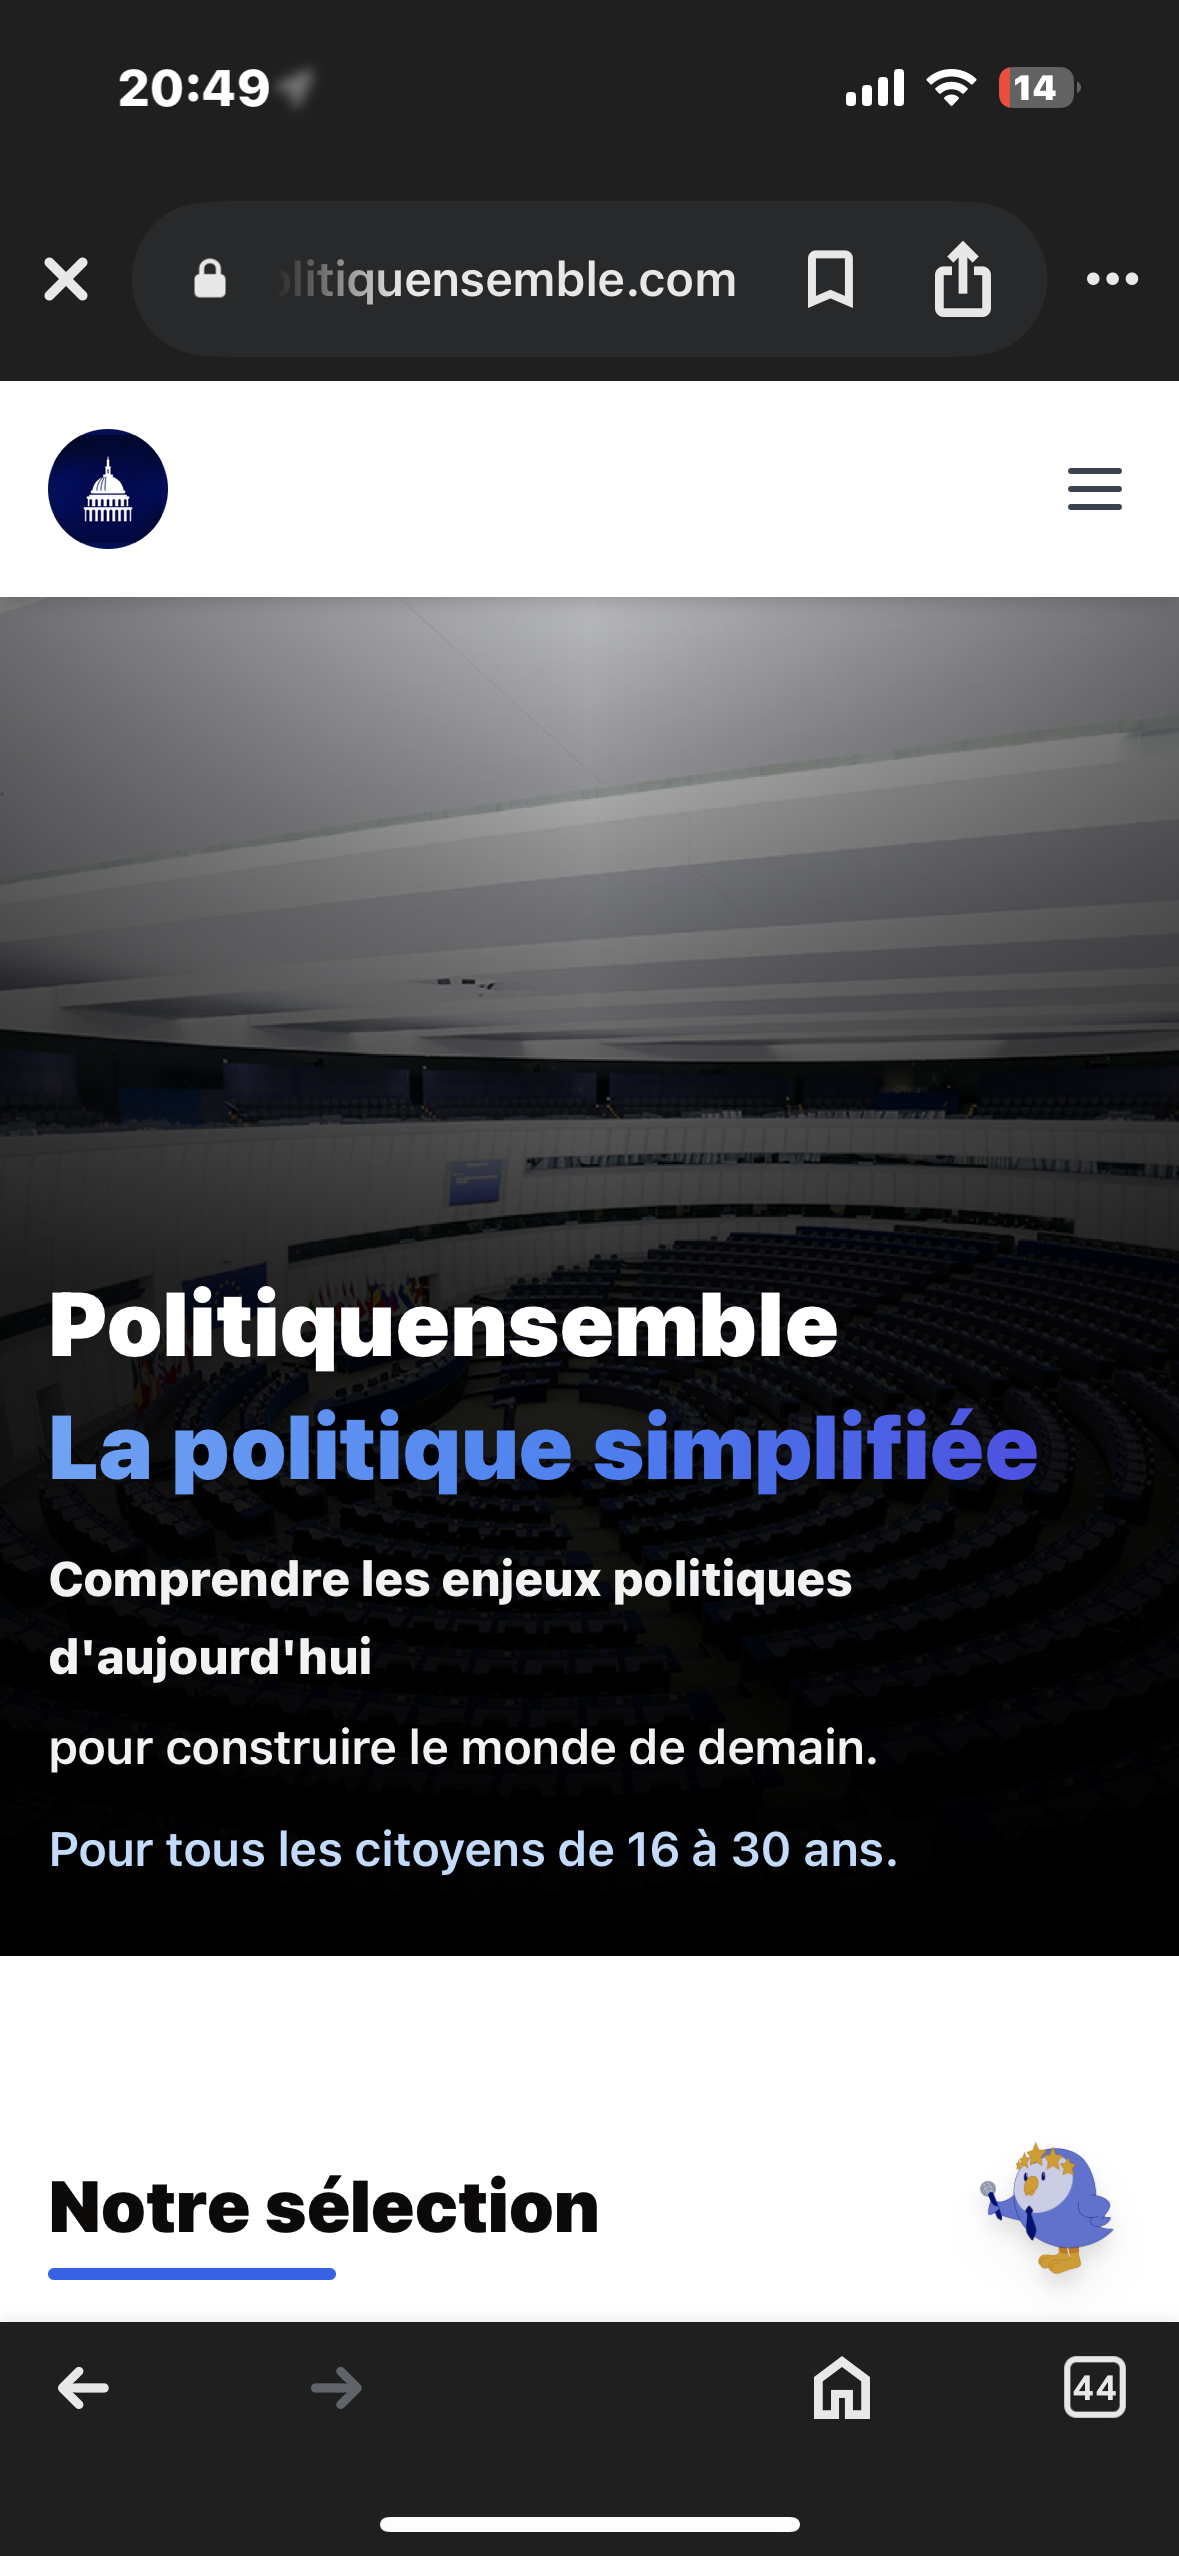 20:49
14
litiquensemble.com
Politiquensemble
La politique simplifiée
Comprendre les enjeux politiques
d'aujourd'hui
pour construire le monde de demain.
Pour tous les citoyens de 16 à 30 ans.
Notre sélection
44